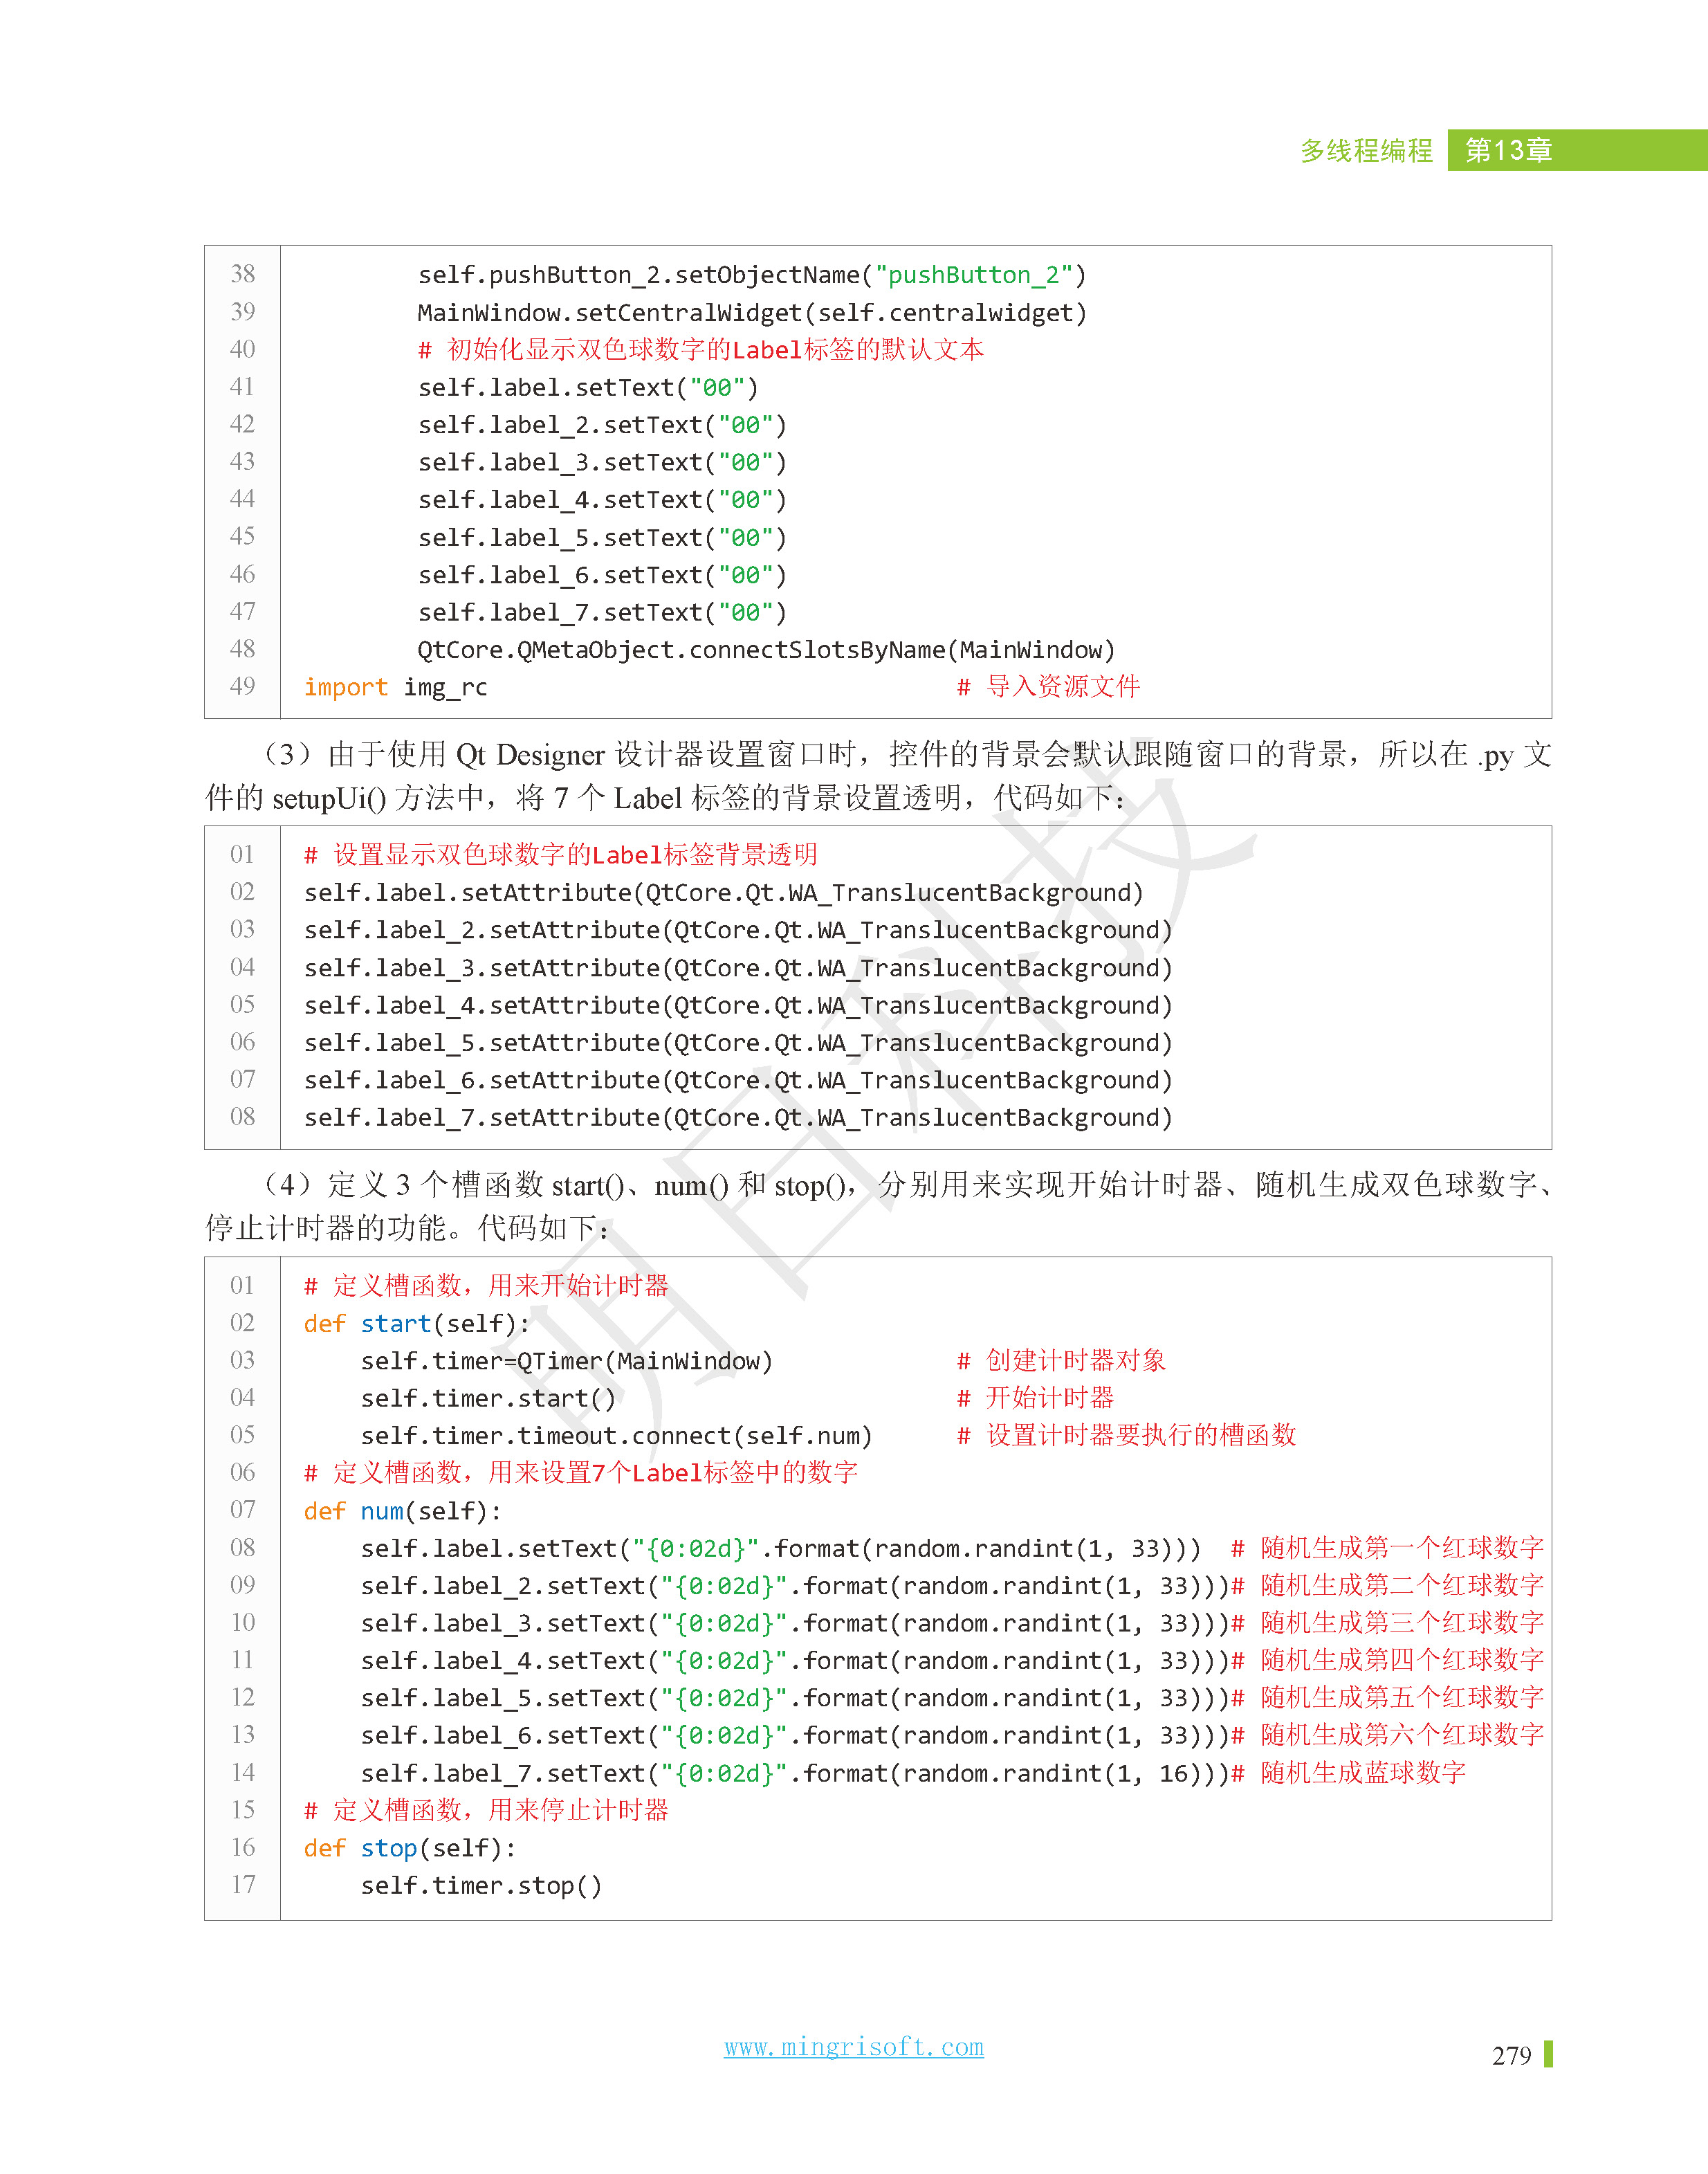 多线程编程 第13章
38 self.pushButton_2.setObjectName("pushButton_2")
39 MainWindow.setCentralWidget(self.centralwidget)
40 # 初始化显示双色球数字的Label标签的默认文本
41 self.label.setText("00")
42 self.label_2.setText("00")
43 self.label_3.setText("00")
44 self.label_4.setText("00")
45 self.label_5.setText("00")
46 self.label_6.setText("00")
47 self.label_7.setText("00")
48 QtCore.QMetaObject.connectSlotsByName(MainWindow)
49 import img_rc # 导入资源文件
（3）由于使用 Qt Designer 设计器设置窗口时，控件的背景会默认跟随窗口的背景，所以在 .py 文
件的 setupUi() 方法中，将 7 个 Label 标签的背景设置透明，代码如下：
01 # 设置显示双色球数字的Label标签背景透明
02 self.label.setAttribute(QtCore.Qt.WA_TranslucentBackground)
03 self.label_2.setAttribute(QtCore.Qt.WA_TranslucentBackground)
04 self.label_3.setAttribute(QtCore.Qt.WA_TranslucentBackground)
05 self.label_4.setAttribute(QtCore.Qt.WA_TranslucentBackground)
06 self.label_5.setAttribute(QtCore.Qt.WA_TranslucentBackground)
07 self.label_6.setAttribute(QtCore.Qt.WA_TranslucentBackground)
08 self.label_7.setAttribute(QtCore.Qt.WA_TranslucentBackground)
（4）定义 3 个槽函数 start()、num() 和 stop()，分别用来实现开始计时器、随机生成双色球数字、
停止计时器的功能。代码如下：
01 # 定义槽函数，用来开始计时器
02 def start(self):
03 self.timer=QTimer(MainWindow) # 创建计时器对象
04 self.timer.start() # 开始计时器
05 self.timer.timeout.connect(self.num) # 设置计时器要执行的槽函数
06 # 定义槽函数，用来设置7个Label标签中的数字
07 def num(self):
08 self.label.setText("{0:02d}".format(random.randint(1, 33))) # 随机生成第一个红球数字
09 self.label_2.setText("{0:02d}".format(random.randint(1, 33)))# 随机生成第二个红球数字
10 self.label_3.setText("{0:02d}".format(random.randint(1, 33)))# 随机生成第三个红球数字
11 self.label_4.setText("{0:02d}".format(random.randint(1, 33)))# 随机生成第四个红球数字
12 self.label_5.setText("{0:02d}".format(random.randint(1, 33)))# 随机生成第五个红球数字
13 self.label_6.setText("{0:02d}".format(random.randint(1, 33)))# 随机生成第六个红球数字
14 self.label_7.setText("{0:02d}".format(random.randint(1, 16)))# 随机生成蓝球数字
15 # 定义槽函数，用来停止计时器
16 def stop(self):
17 self.timer.stop()
明日科技
www.mingrisoft.com
279